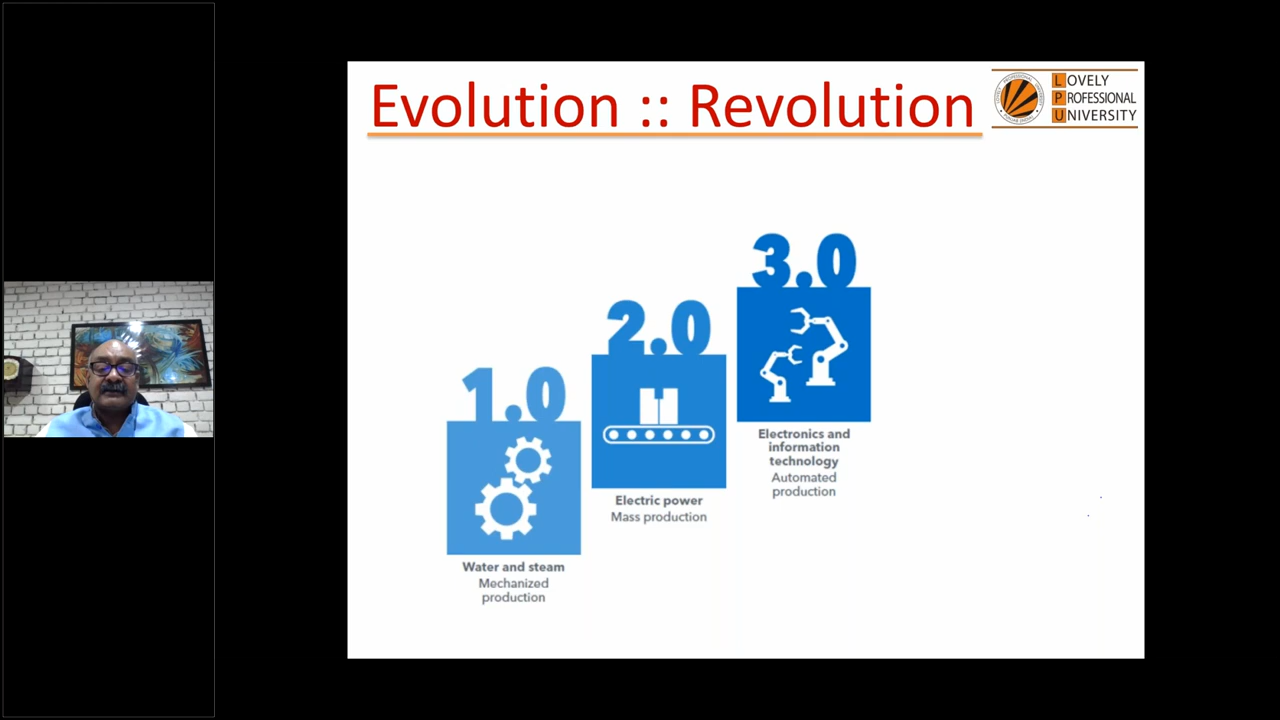 Evolution :: Revolution
LOVELY
PROFESSIONAL
UNIVERSITY
1.0
Water and steam
Mechanized
production
2.0
Electric power
Mass production
3.0
Electronics and
information
technology
Automated
production